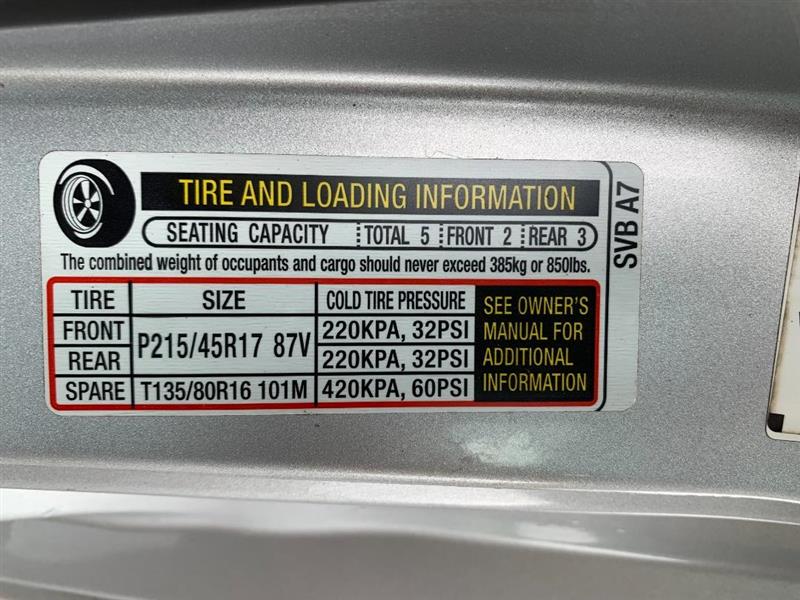 TIRE AND LOADING INFORMATION
SEATING CAPACITY TOTAL 5 FRONT 2 REAR 3
The combined weight of occupants and cargo should never exceed 385kg or 850lbs.
TIRE SIZE COLD TIRE PRESSURE
FRONT P215/45R17 87V 220KPA, 32PSI
REAR 220KPA, 32PSI
SPARE T135/80R16 101M 420KPA, 60PSI
SEE OWNER'S
MANUAL FOR
ADDITIONAL
INFORMATION
SVB A7